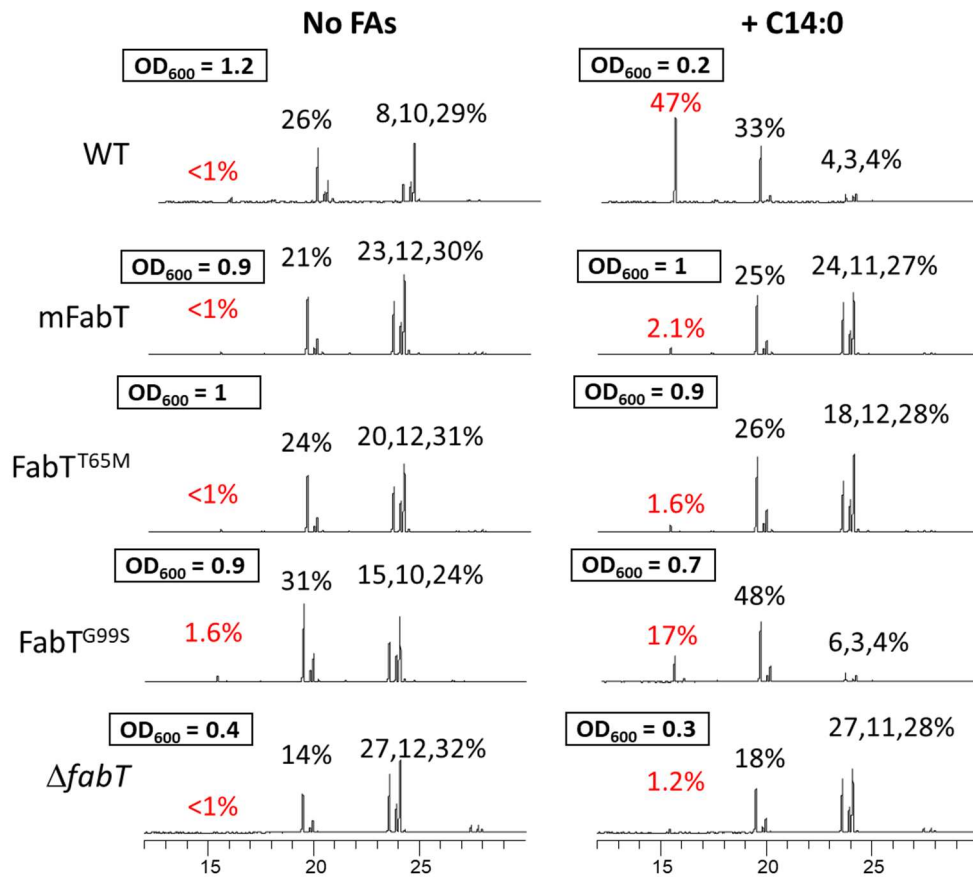 No FAs
+ C14:0
OD600 = 1.2
OD600 = 0.2
WT
<1%
26%
8,10,29%
47%
33%
4,3,4%
OD600 = 0.9
OD600 = 1
mFabT
<1%
21%
23,12,30%
2.1%
25%
24,11,27%
OD600 = 1
OD600 = 0.9
FabTT65M
<1%
24%
20,12,31%
1.6%
26%
18,12,28%
OD600 = 0.9
OD600 = 0.7
FabTG99S
1.6%
31%
15,10,24%
17%
48%
6,3,4%
OD600 = 0.4
OD600 = 0.3
ΔfabT
<1%
14%
27,12,32%
1.2%
18%
27,11,28%
15 20 25
15 20 25